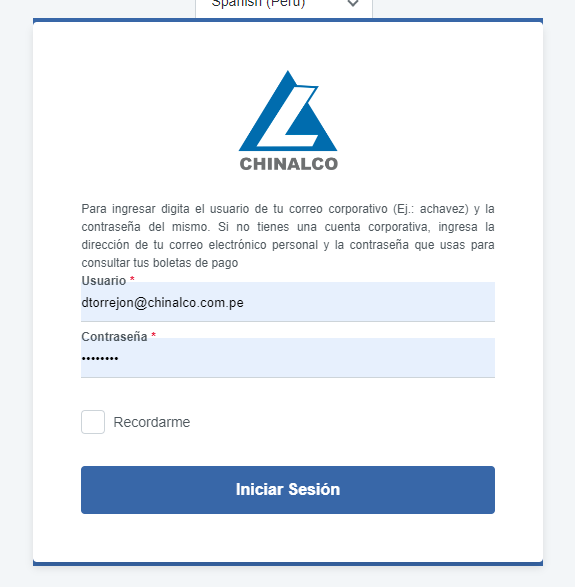 Spanish (Peru)
CHINALCO
Para ingresar digita el usuario de tu correo corporativo (Ej.: achavez) y la
contraseña del mismo. Si no tienes una cuenta corporativa, ingresa la
dirección de tu correo electrónico personal y la contraseña que usas para
consultar tus boletas de pago
Usuario *
dtorrejon@chinalco.com.pe
Contraseña *
••••••••
Recordarme
Iniciar Sesión